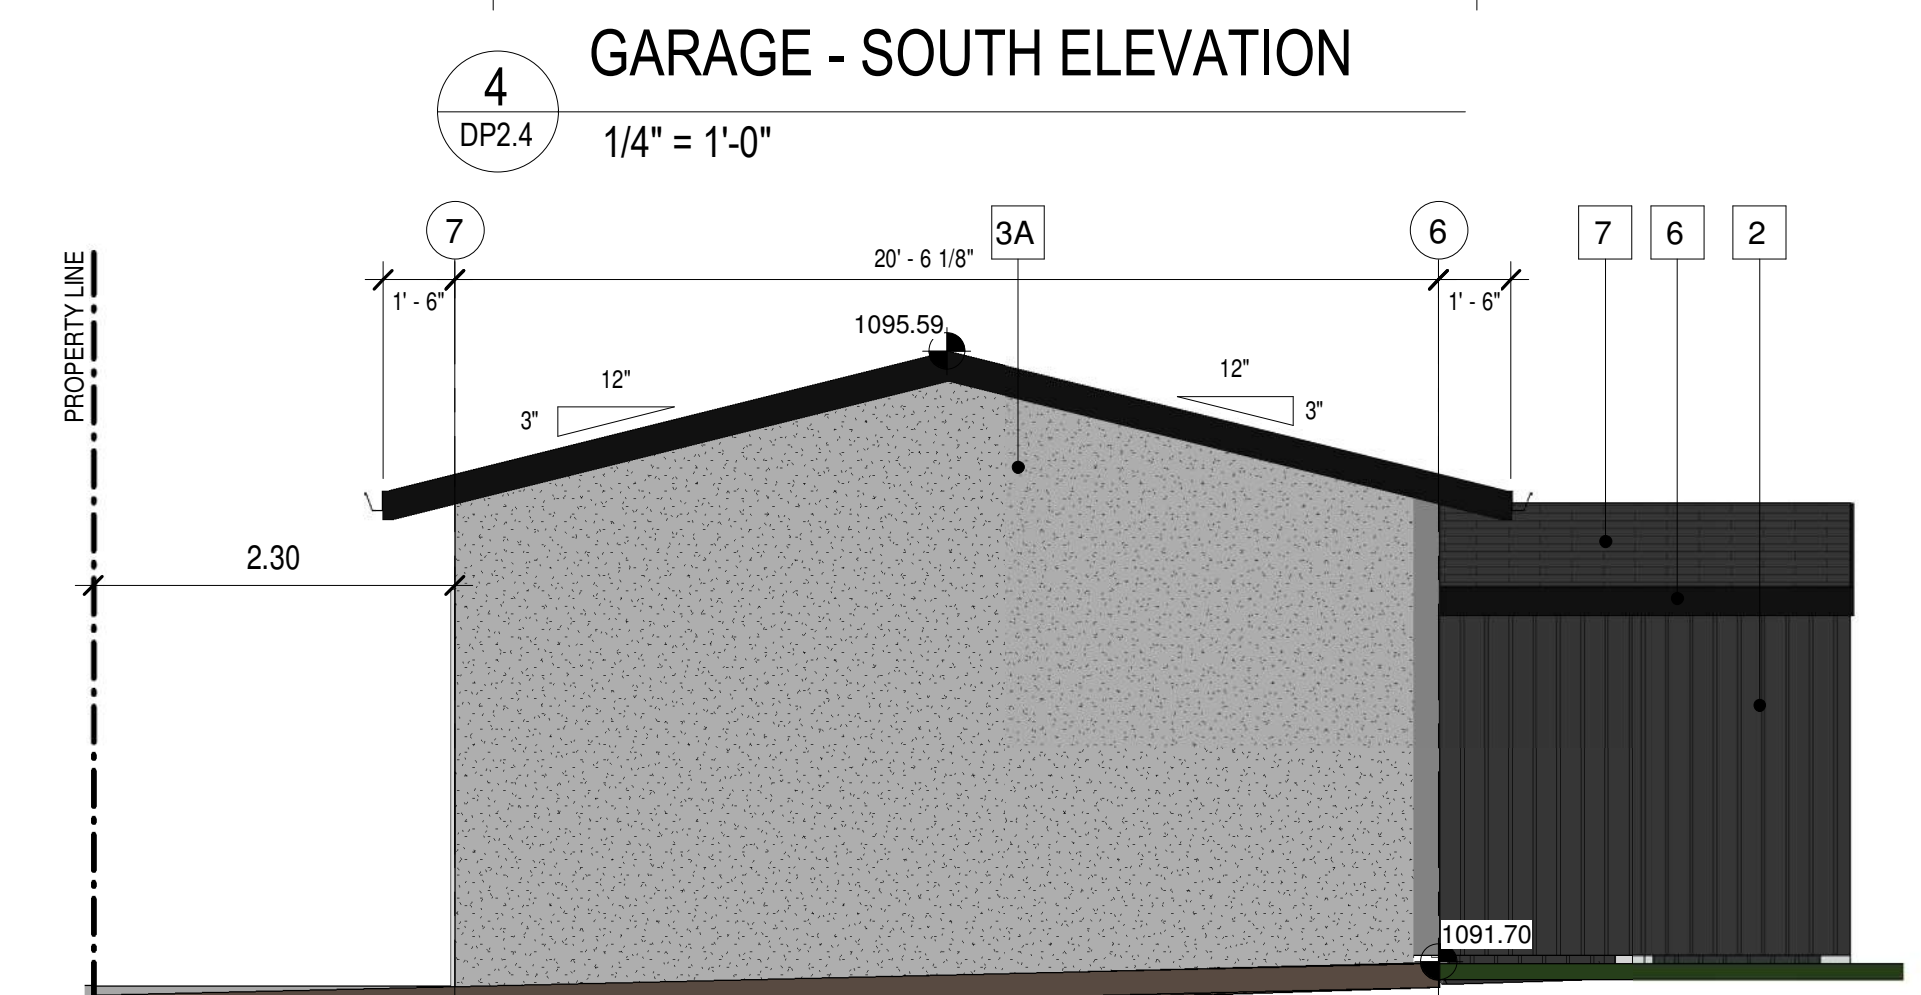 GARAGE - SOUTH ELEVATION
4
DP2.4
1/4" = 1'-0"
PROPERTY LINE
7
3A
6
7
6
2
20' - 6 1/8"
1' - 6"
1' - 6"
1095.59
12"
3"
12"
3"
2.30
1091.70